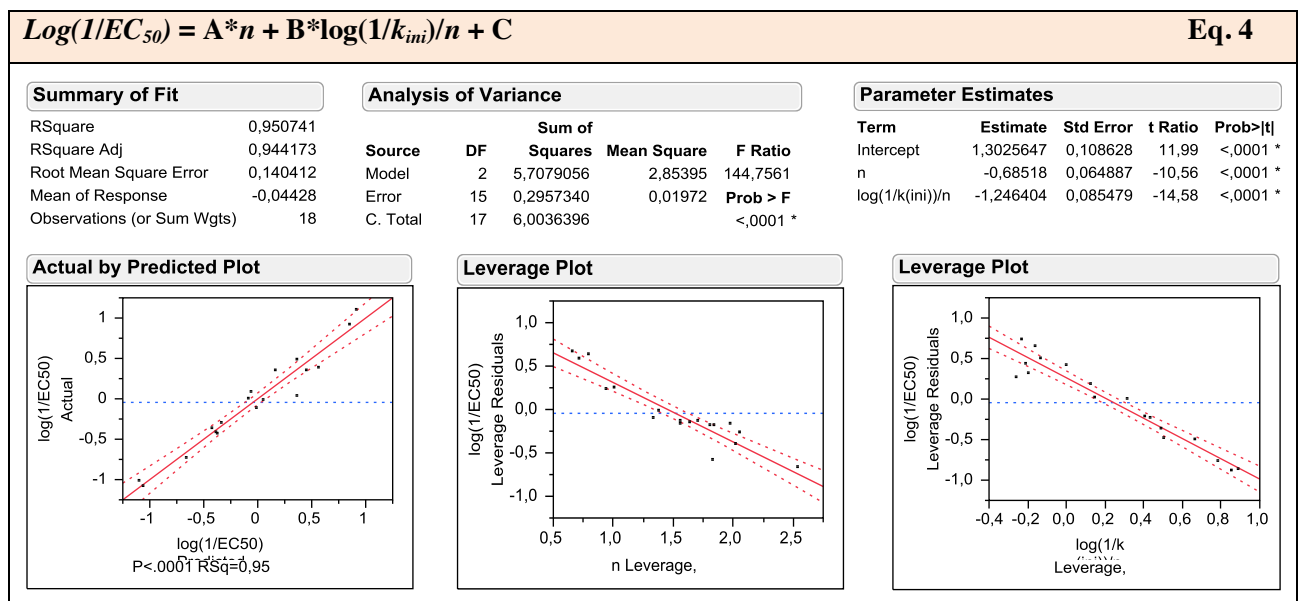 Log(1/EC50) = A*n + B*log(1/kini)/n + C Eq. 4
Summary of Fit
RSquare 0,950741
RSquare Adj 0,944173
Root Mean Square Error 0,140412
Mean of Response -0,04428
Observations (or Sum Wgts) 18
Analysis of Variance
Sum of
Source DF Squares Mean Square F Ratio
Model 2 5,7079056 2,85395 144,7561
Error 15 0,2957340 0,01972 Prob > F
C. Total 17 6,0036396 <,0001 *
Parameter Estimates
Term Estimate Std Error t Ratio Prob>|t|
Intercept 1,3025647 0,108628 11,99 <,0001 *
n -0,68518 0,064887 -10,56 <,0001 *
log(1/k(ini))/n -1,246404 0,085479 -14,58 <,0001 *
Actual by Predicted Plot
log(1/EC50)
Actual
1
0,5
0
-0,5
-1
-1 -0,5 0 0,5 1
log(1/EC50)
P<.0001 RSq=0,95
Leverage Plot
log(1/EC50)
Leverage Residuals
1,0
0,5
0,0
-0,5
-1,0
0,5 1,0 1,5 2,0 2,5
n Leverage,
Leverage Plot
log(1/EC50)
Leverage Residuals
1,0
0,5
0,0
-0,5
-1,0
-0,4 -0,2 0,0 0,2 0,4 0,6 0,8 1,0
log(1/k
Leverage,